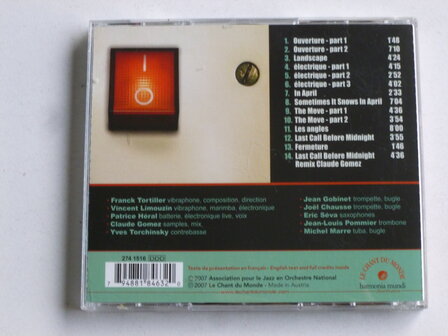 1. Ouverture - part 1 1'48
2. Ouverture - part 2 7'10
3. Landscape 4'24
4. électrique - part 1 4'15
5. électrique - part 2 2'52
6. électrique - part 3 4'02
7. In April 2'33
8. Sometimes It Snows In April 7'04
9. The Move - part 1 4'36
10. The Move - part 2 3'54
11. Les angles 8'00
12. Last Call Before Midnight 3'55
13. Fermeture 1'46
14. Last Call Before Midnight 4'36
Remix Claude Gomez
Franck Tortiller vibraphone, composition, direction
Vincent Limouzin vibraphone, marimba, électronique
Patrice Héral batterie, électronique live, voix
Claude Gomez samples, mix
Yves Torchinsky contrebasse
Jean Gobinet trompette, bugle
Joël Chausse trompette, bugle
Eric Séva saxophones
Jean-Louis Pommier trombone
Michel Marre tuba, bugle
274 1518 DDD
7 94881 84632 0
Texte de présentation en français - English text and full credits inside
℗ 2007 Association pour le Jazz en Orchestre National
© 2007 Le Chant du Monde - Made in Austria
LE CHANT DU MONDE
harmonia mundi